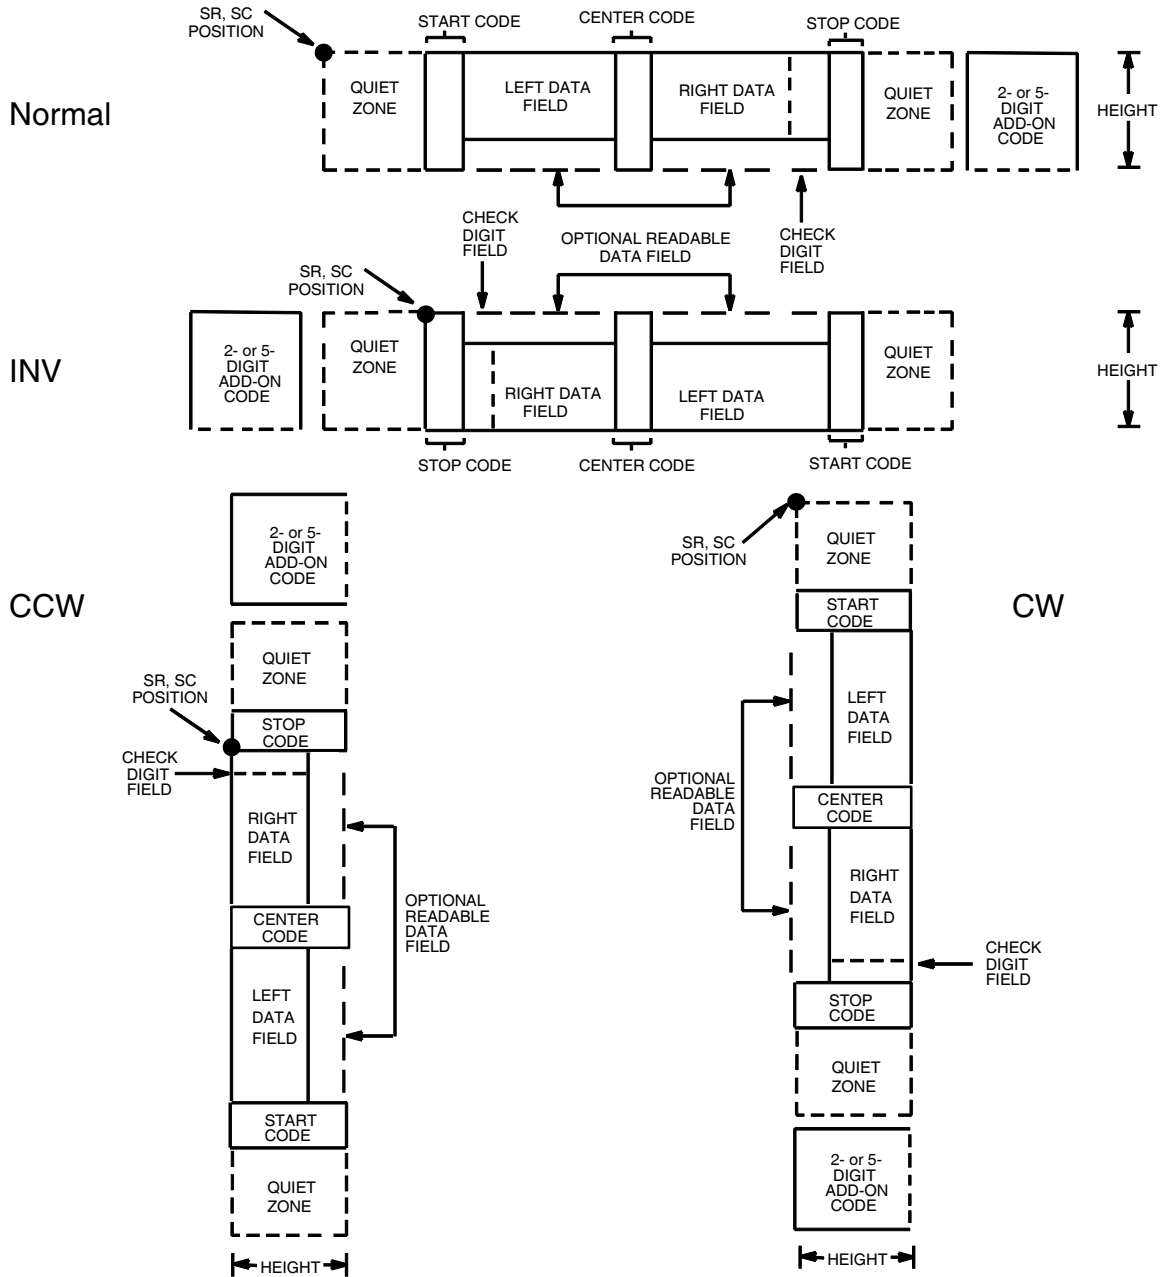 SR, SC
POSITION
START CODE
CENTER CODE
STOP CODE
Normal
QUIET
ZONE
LEFT DATA
FIELD
RIGHT DATA
FIELD
QUIET
ZONE
2- or 5-
DIGIT
ADD-ON
CODE
HEIGHT
CHECK
DIGIT
FIELD
OPTIONAL READABLE
DATA FIELD
CHECK
DIGIT
FIELD
SR, SC
POSITION
INV
2- or 5-
DIGIT
ADD-ON
CODE
QUIET
ZONE
RIGHT DATA
FIELD
LEFT DATA
FIELD
QUIET
ZONE
HEIGHT
STOP CODE
CENTER CODE
START CODE
CCW
2- or 5-
DIGIT
ADD-ON
CODE
QUIET
ZONE
SR, SC
POSITION
STOP
CODE
CHECK
DIGIT
FIELD
RIGHT
DATA
FIELD
OPTIONAL
READABLE
DATA
FIELD
CENTER
CODE
LEFT
DATA
FIELD
START
CODE
QUIET
ZONE
HEIGHT
CW
SR, SC
POSITION
QUIET
ZONE
START
CODE
LEFT
DATA
FIELD
OPTIONAL
READABLE
DATA
FIELD
CENTER
CODE
RIGHT
DATA
FIELD
CHECK
DIGIT
FIELD
STOP
CODE
QUIET
ZONE
2- or 5-
DIGIT
ADD-ON
CODE
HEIGHT